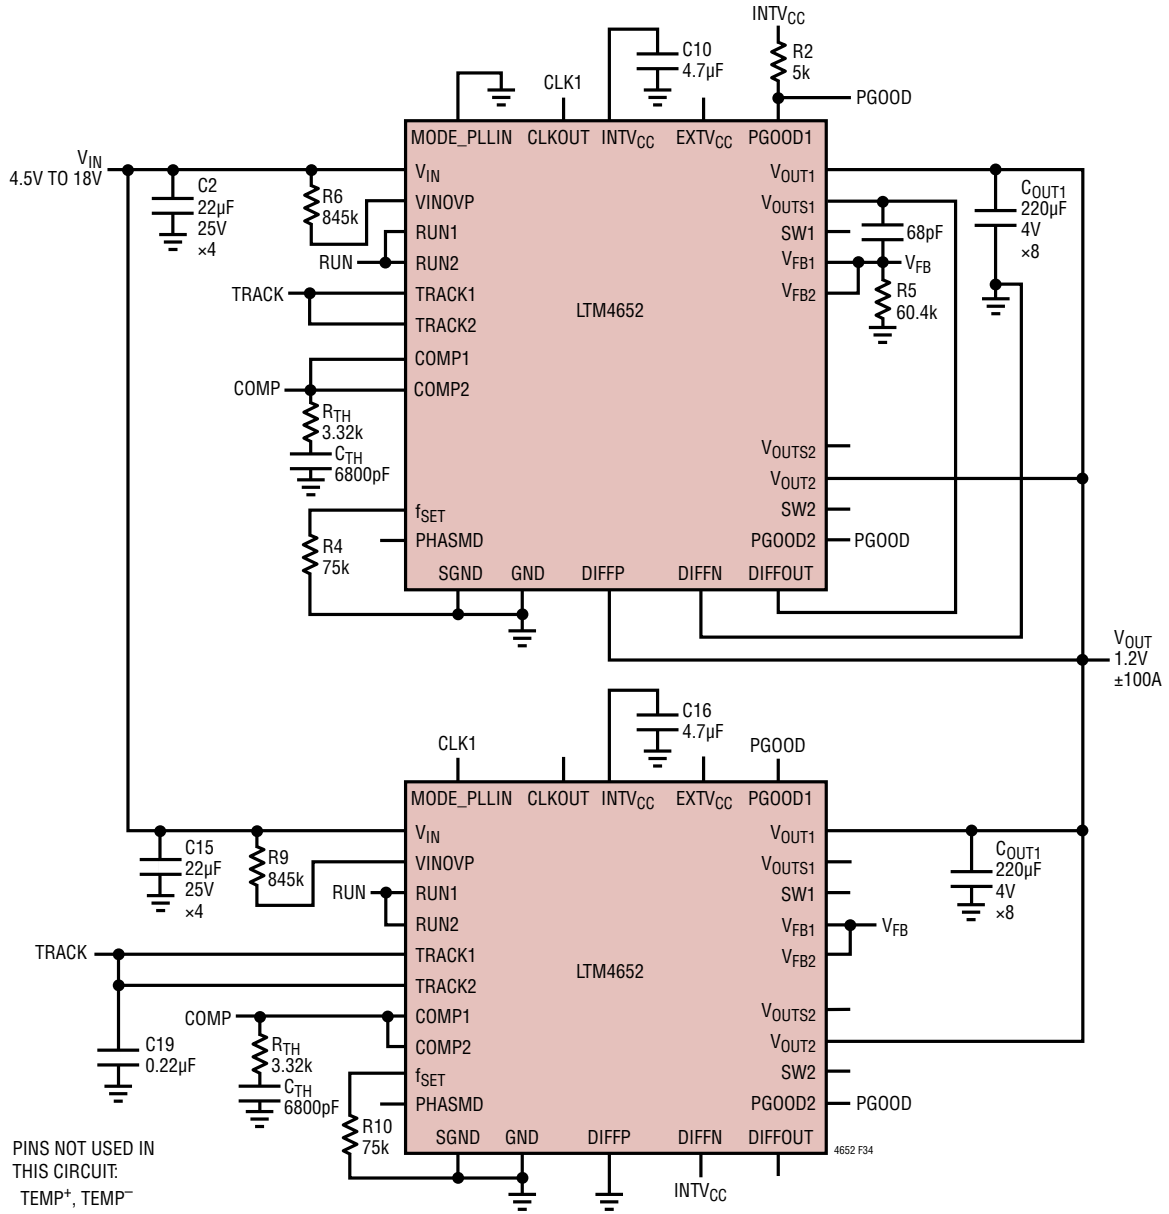 INTVCC
R2
5k
C10
4.7µF
CLK1
PGOOD
MODE_PLLIN
CLKOUT
INTVCC
EXTVCC
PGOOD1
VIN
4.5V TO 18V
C2
22µF
25V
×4
R6
845k
VIN
VINOVP
RUN1
RUN
RUN2
TRACK
TRACK1
TRACK2
COMP1
COMP
COMP2
RTH
3.32k
CTH
6800pF
fSET
PHASMD
R4
75k
SGND
GND
DIFFP
DIFFN
DIFFOUT
LTM4652
VOUT1
VOUTS1
SW1
VFB1
VFB2
68pF
VFB
R5
60.4k
COUT1
220µF
4V
×8
VOUTS2
VOUT2
SW2
PGOOD2
PGOOD
VOUT
1.2V
±100A
C16
4.7µF
CLK1
PGOOD
MODE_PLLIN
CLKOUT
INTVCC
EXTVCC
PGOOD1
C15
22µF
25V
×4
R9
845k
VIN
VINOVP
RUN
RUN1
RUN2
TRACK
TRACK1
TRACK2
COMP
COMP1
COMP2
C19
0.22µF
RTH
3.32k
CTH
6800pF
fSET
PHASMD
R10
75k
SGND
GND
DIFFP
DIFFN
DIFFOUT
LTM4652
VOUT1
VOUTS1
SW1
VFB1
VFB
VFB2
VOUTS2
VOUT2
SW2
PGOOD2
PGOOD
COUT1
220µF
4V
×8
INTVCC
4652 F34
PINS NOT USED IN
THIS CIRCUIT:
TEMP+, TEMP–